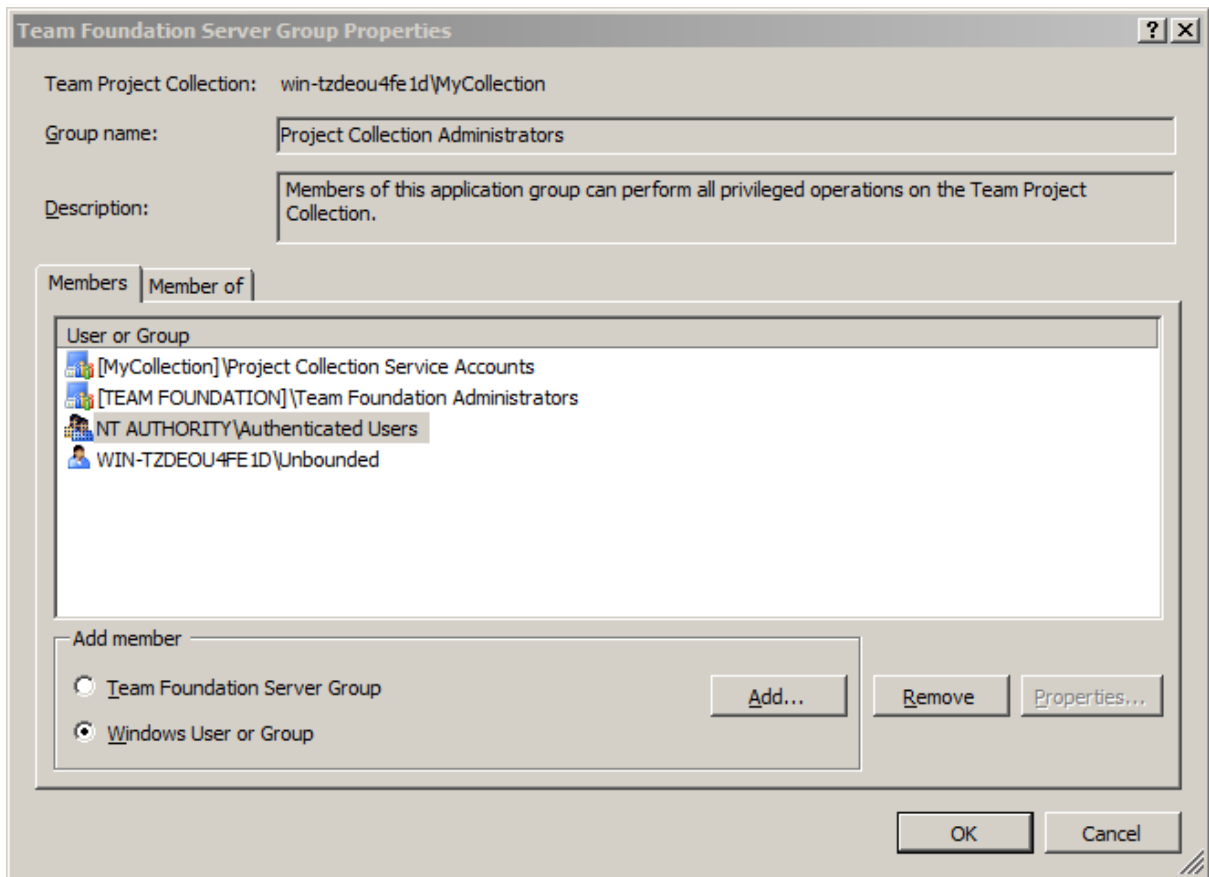 Team Foundation Server Group Properties
Team Project Collection: win-tzdeou4fe1d\MyCollection
Group name: Project Collection Administrators
Description: Members of this application group can perform all privileged operations on the Team Project
Collection.
Members Member of
User or Group
[MyCollection]\Project Collection Service Accounts
[TEAM FOUNDATION]\Team Foundation Administrators
NT AUTHORITY\Authenticated Users
WIN-TZDEOU4FE1D\Unbounded
Add member
Team Foundation Server Group
Windows User or Group
Add... Remove Properties...
OK Cancel